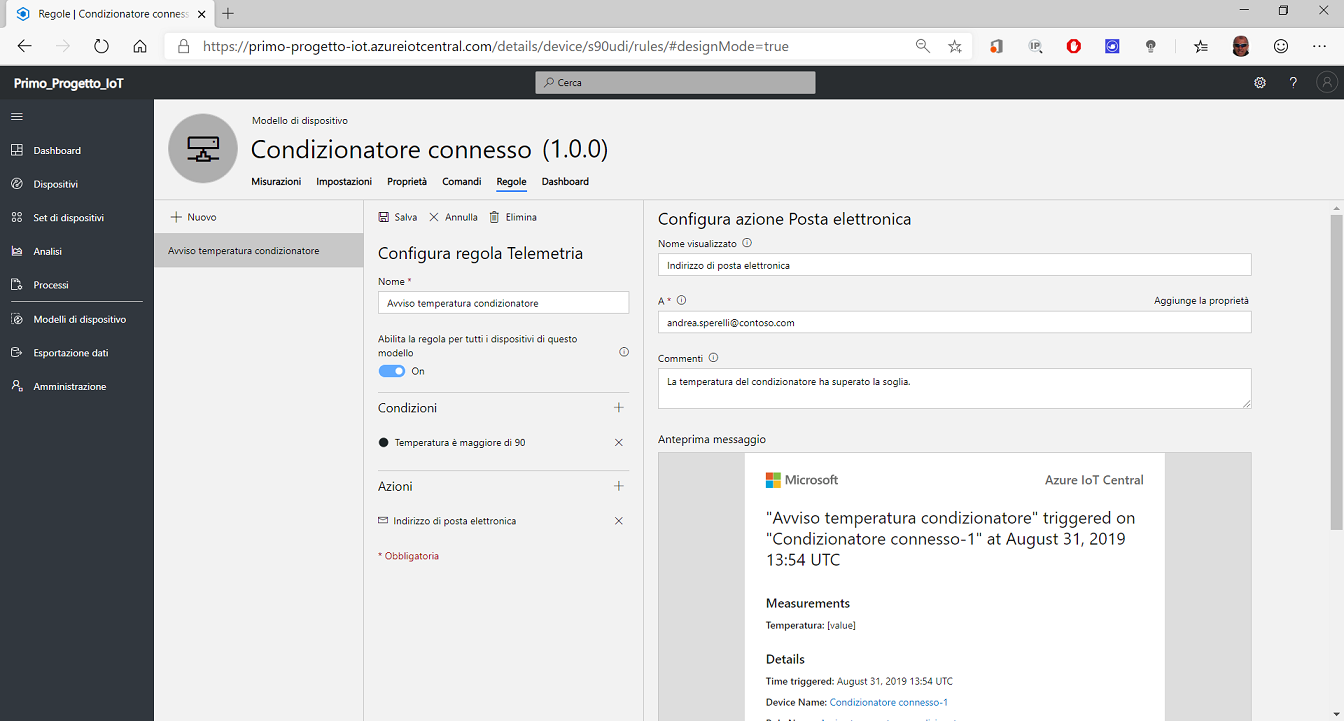 Regole | Condizionatore conness
https://primo-progetto-iot.azureiotcentral.com/details/device/s90udi/rules/#designMode=true
Primo_Progetto_IoT
Cerca
Dashboard
Dispositivi
Set di dispositivi
Analisi
Processi
Modelli di dispositivo
Esportazione dati
Amministrazione
Modello di dispositivo
Condizionatore connesso (1.0.0)
Misurazioni Impostazioni Proprietà Comandi Regole Dashboard
Nuovo
Avviso temperatura condizionatore
Salva Annulla Elimina
Configura regola Telemetria
Nome *
Avviso temperatura condizionatore
Abilita la regola per tutti i dispositivi di questo
modello
On
Condizioni
Temperatura è maggiore di 90
Azioni
Indirizzo di posta elettronica
* Obbligatoria
Configura azione Posta elettronica
Nome visualizzato
Indirizzo di posta elettronica
A * Aggiunge la proprietà
andrea.sperelli@contoso.com
Commenti
La temperatura del condizionatore ha superato la soglia.
Anteprima messaggio
Microsoft Azure IoT Central
"Avviso temperatura condizionatore" triggered on
"Condizionatore connesso-1" at August 31, 2019
13:54 UTC
Measurements
Temperatura: [value]
Details
Time triggered: August 31, 2019 13:54 UTC
Device Name: Condizionatore connesso-1